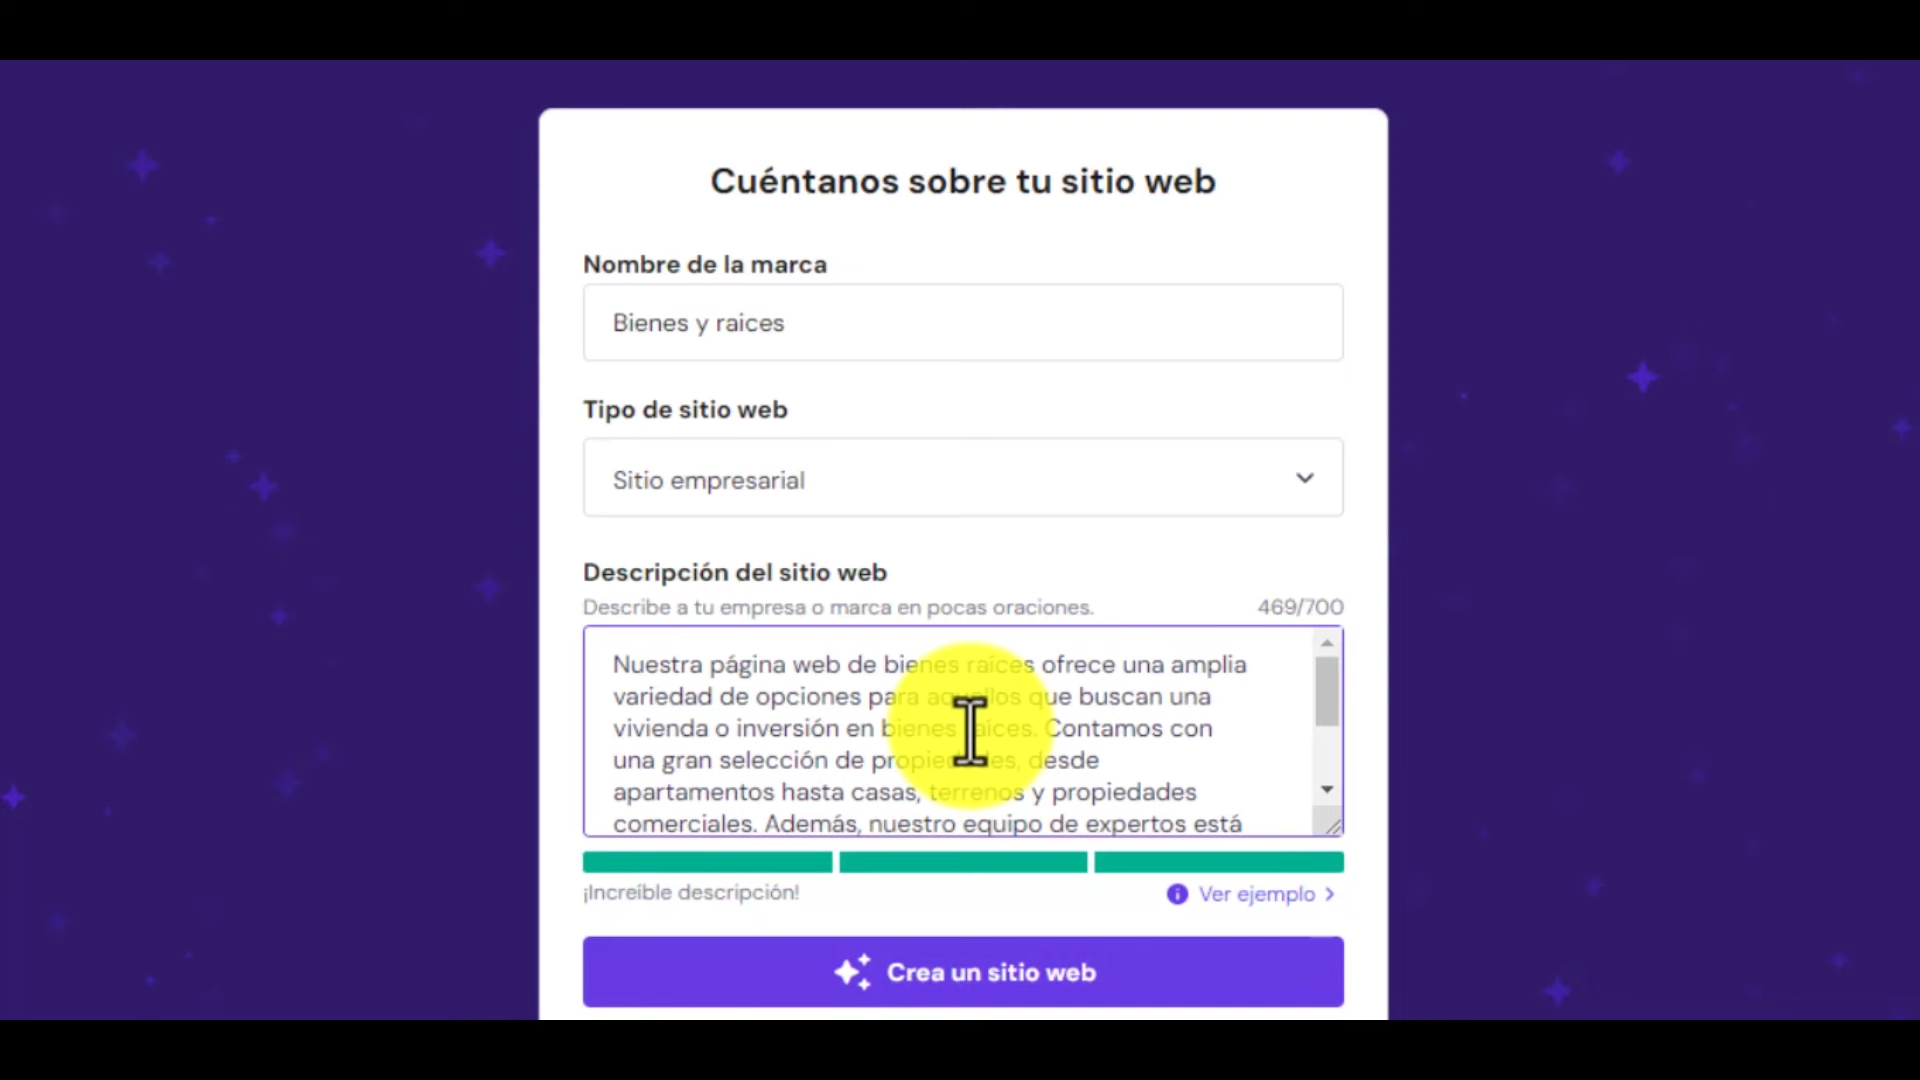 Cuéntanos sobre tu sitio web
Nombre de la marca
Bienes y raices
Tipo de sitio web
Sitio empresarial
Descripción del sitio web
Describe a tu empresa o marca en pocas oraciones.
469/700
Nuestra página web de bienes raíces ofrece una amplia
variedad de opciones para aquellos que buscan una
vivienda o inversión en bienes raíces. Contamos con
una gran selección de propiedades, desde
apartamentos hasta casas, terrenos y propiedades
comerciales. Además, nuestro equipo de expertos está
¡Increíble descripción!
Ver ejemplo
Crea un sitio web